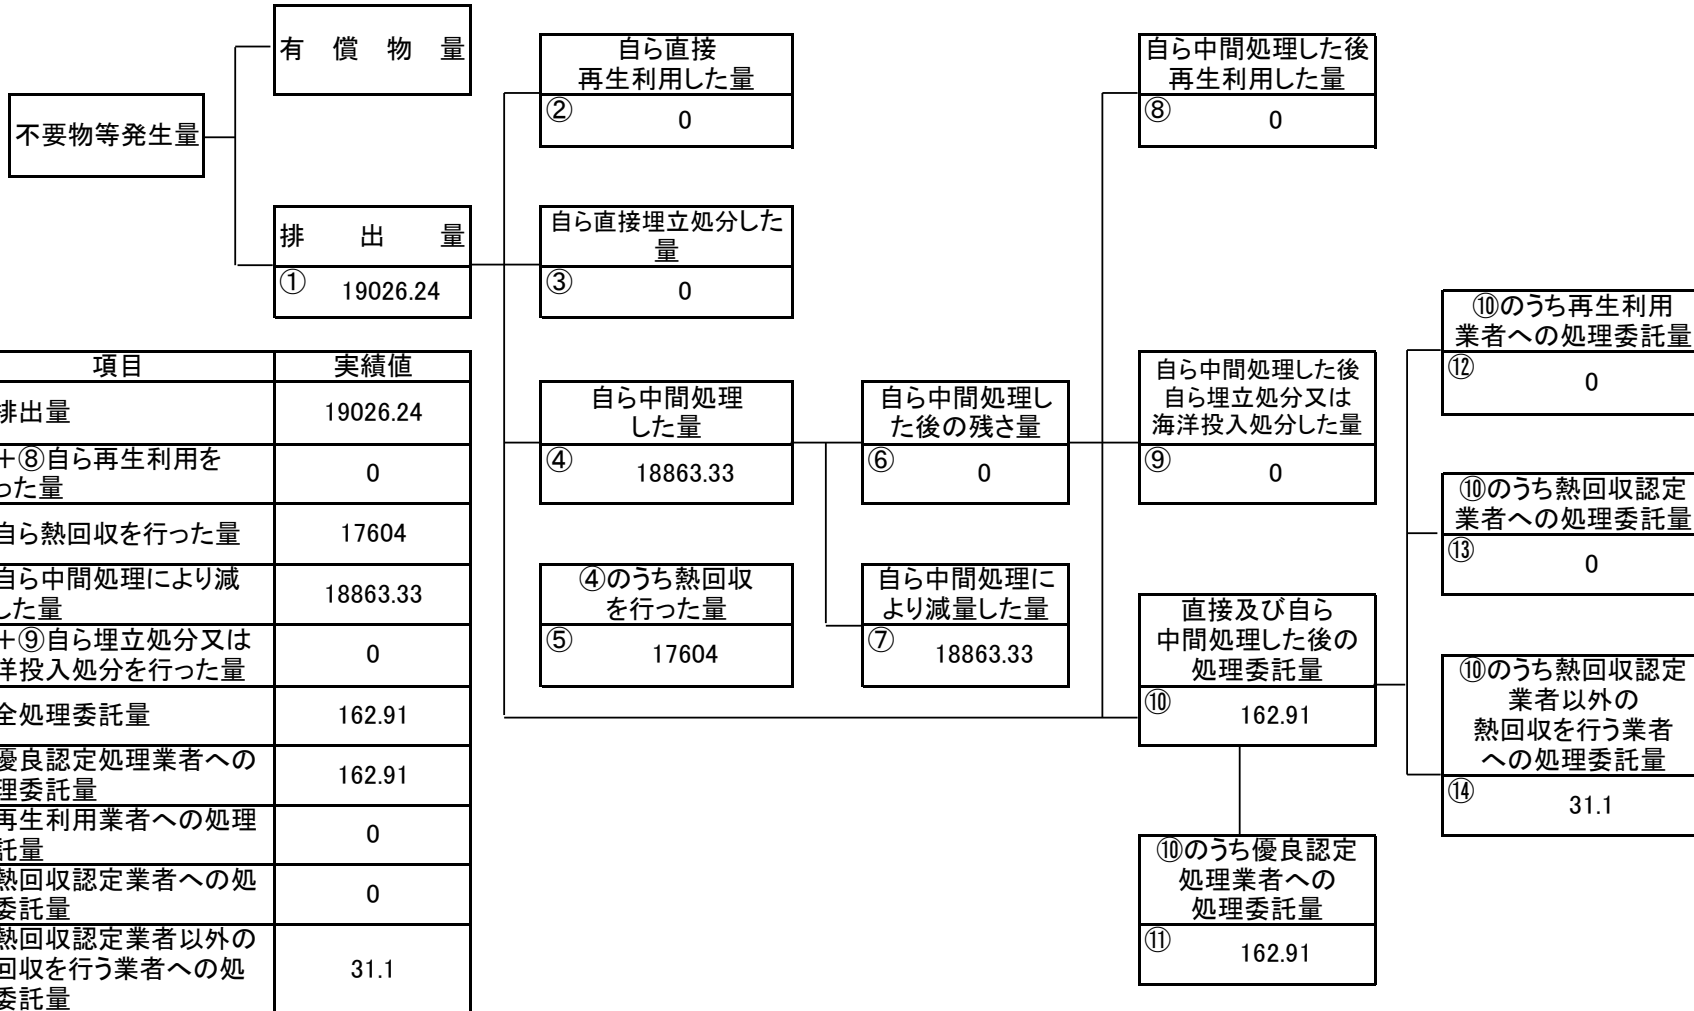 有　償　物　量
不要物等発生量
排　出　量
① 19026.24
自ら直接
再生利用した量
② 0
自ら直接埋立処分した
量
③ 0
自ら中間処理
した量
④ 18863.33
④のうち熱回収
を行った量
⑤ 17604
自ら中間処理し
た後の残さ量
⑥ 0
自ら中間処理に
より減量した量
⑦ 18863.33
自ら中間処理した後
再生利用した量
⑧ 0
自ら中間処理した後
自ら埋立処分又は
海洋投入処分した量
⑨ 0
直接及び自ら
中間処理した後の
処理委託量
⑩ 162.91
⑩のうち優良認定
処理業者への
処理委託量
⑪ 162.91
⑩のうち再生利用
業者への処理委託量
⑫ 0
⑩のうち熱回収認定
業者への処理委託量
⑬ 0
⑩のうち熱回収認定
業者以外の
熱回収を行う業者
への処理委託量
⑭ 31.1
項目 実績値
排出量 19026.24
＋⑧自ら再生利用を
った量 0
自ら熱回収を行った量 17604
自ら中間処理により減
した量 18863.33
＋⑨自ら埋立処分又は
洋投入処分を行った量 0
全処理委託量 162.91
優良認定処理業者への
理委託量 162.91
再生利用業者への処理
託量 0
熱回収認定業者への処
委託量 0
熱回収認定業者以外の
回収を行う業者への処
委託量 31.1